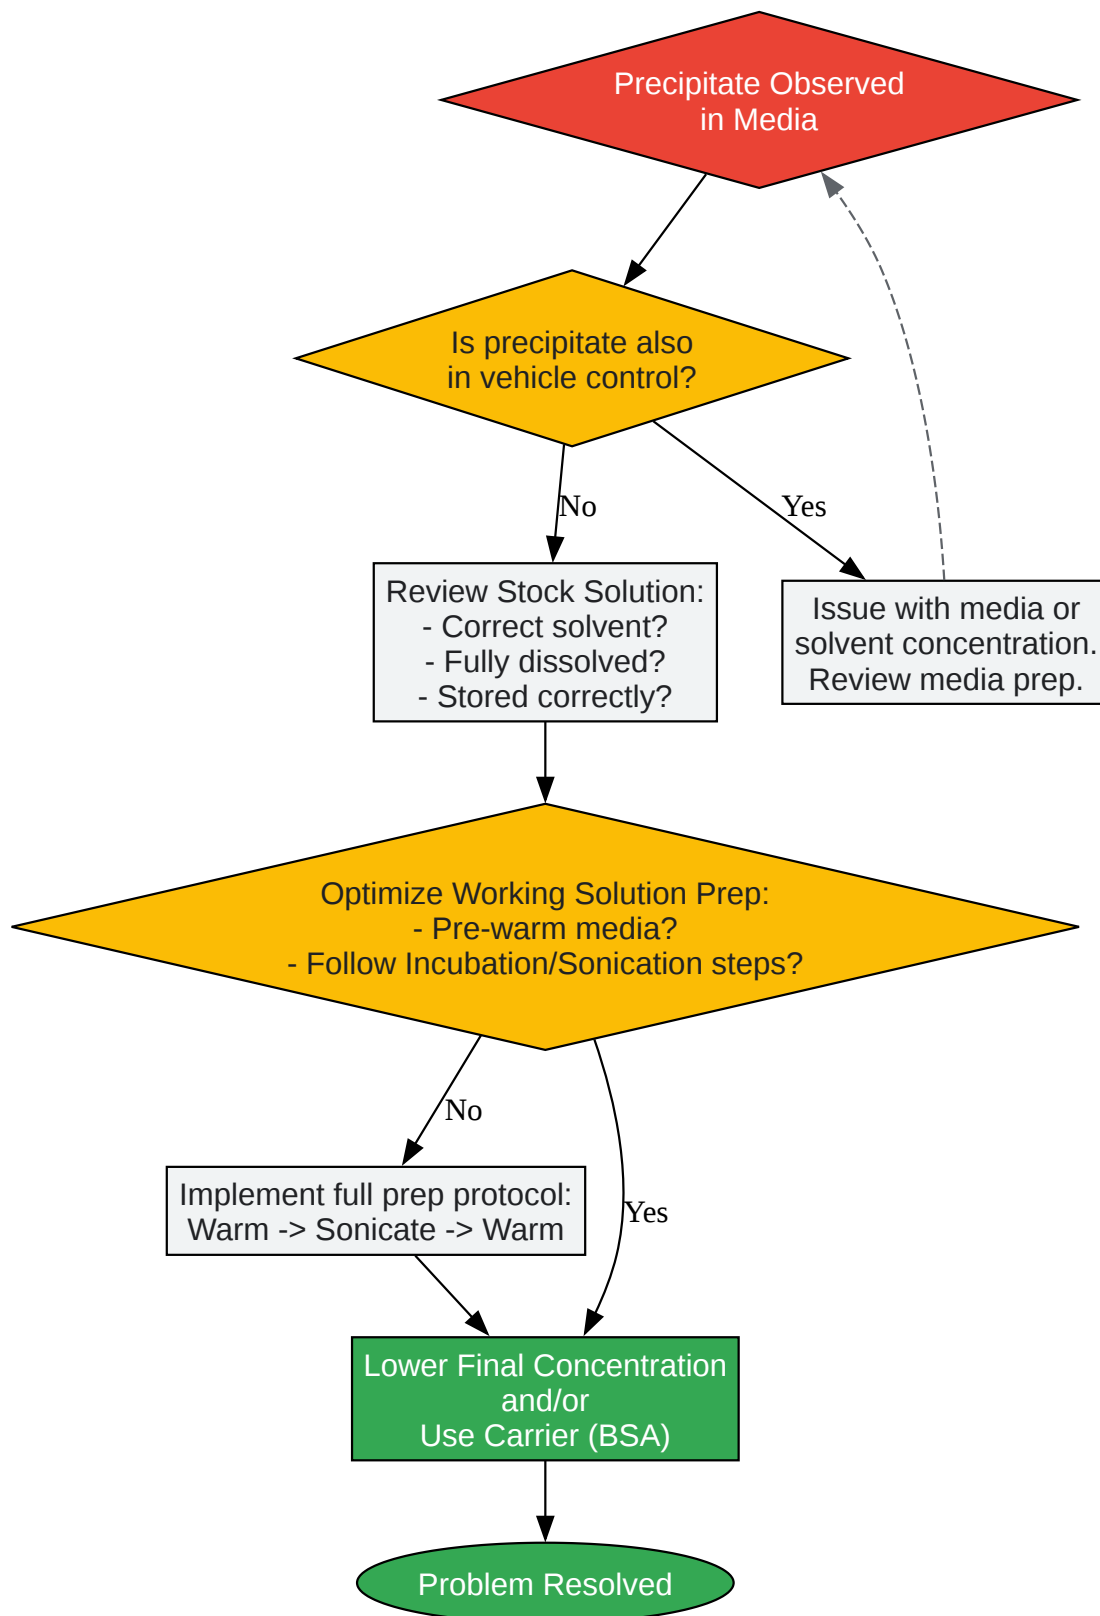 Precipitate Observed
in Media
Is precipitate also
in vehicle control?
No
Yes
Review Stock Solution:
- Correct solvent?
- Fully dissolved?
- Stored correctly?
Issue with media or
solvent concentration.
Review media prep.
Optimize Working Solution Prep:
- Pre-warm media?
- Follow Incubation/Sonication steps?
No
Yes
Implement full prep protocol:
Warm -> Sonicate -> Warm
Lower Final Concentration
and/or
Use Carrier (BSA)
Problem Resolved